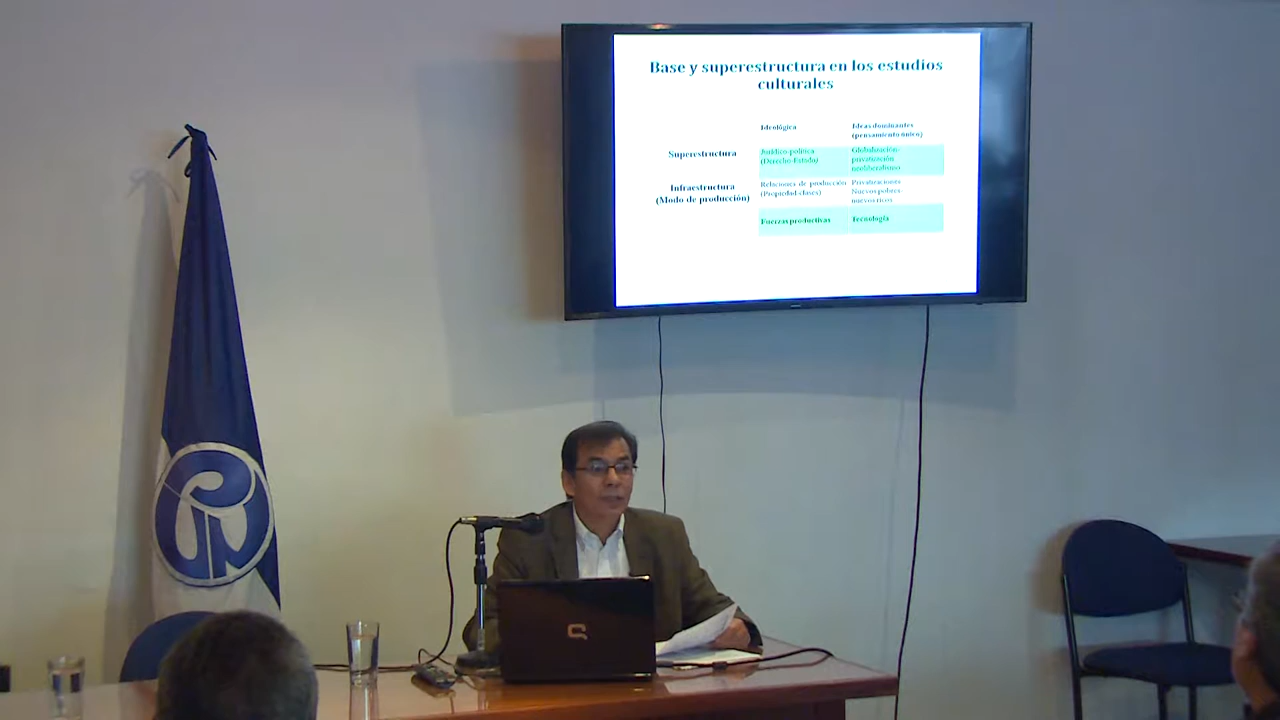 Base y superestructura en los estudios
culturales
Ideológica
Ideas dominantes
(pensamiento único)
Superestructura
Jurídico-política
(Derecho-Estado)
Globalización-
privatización
neoliberalismo
Infraestructura
(Modo de producción)
Relaciones de producción
(Propiedad-clases)
Privatizaciones
Nuevos pobres-
nuevos ricos
Fuerzas productivas
Tecnología